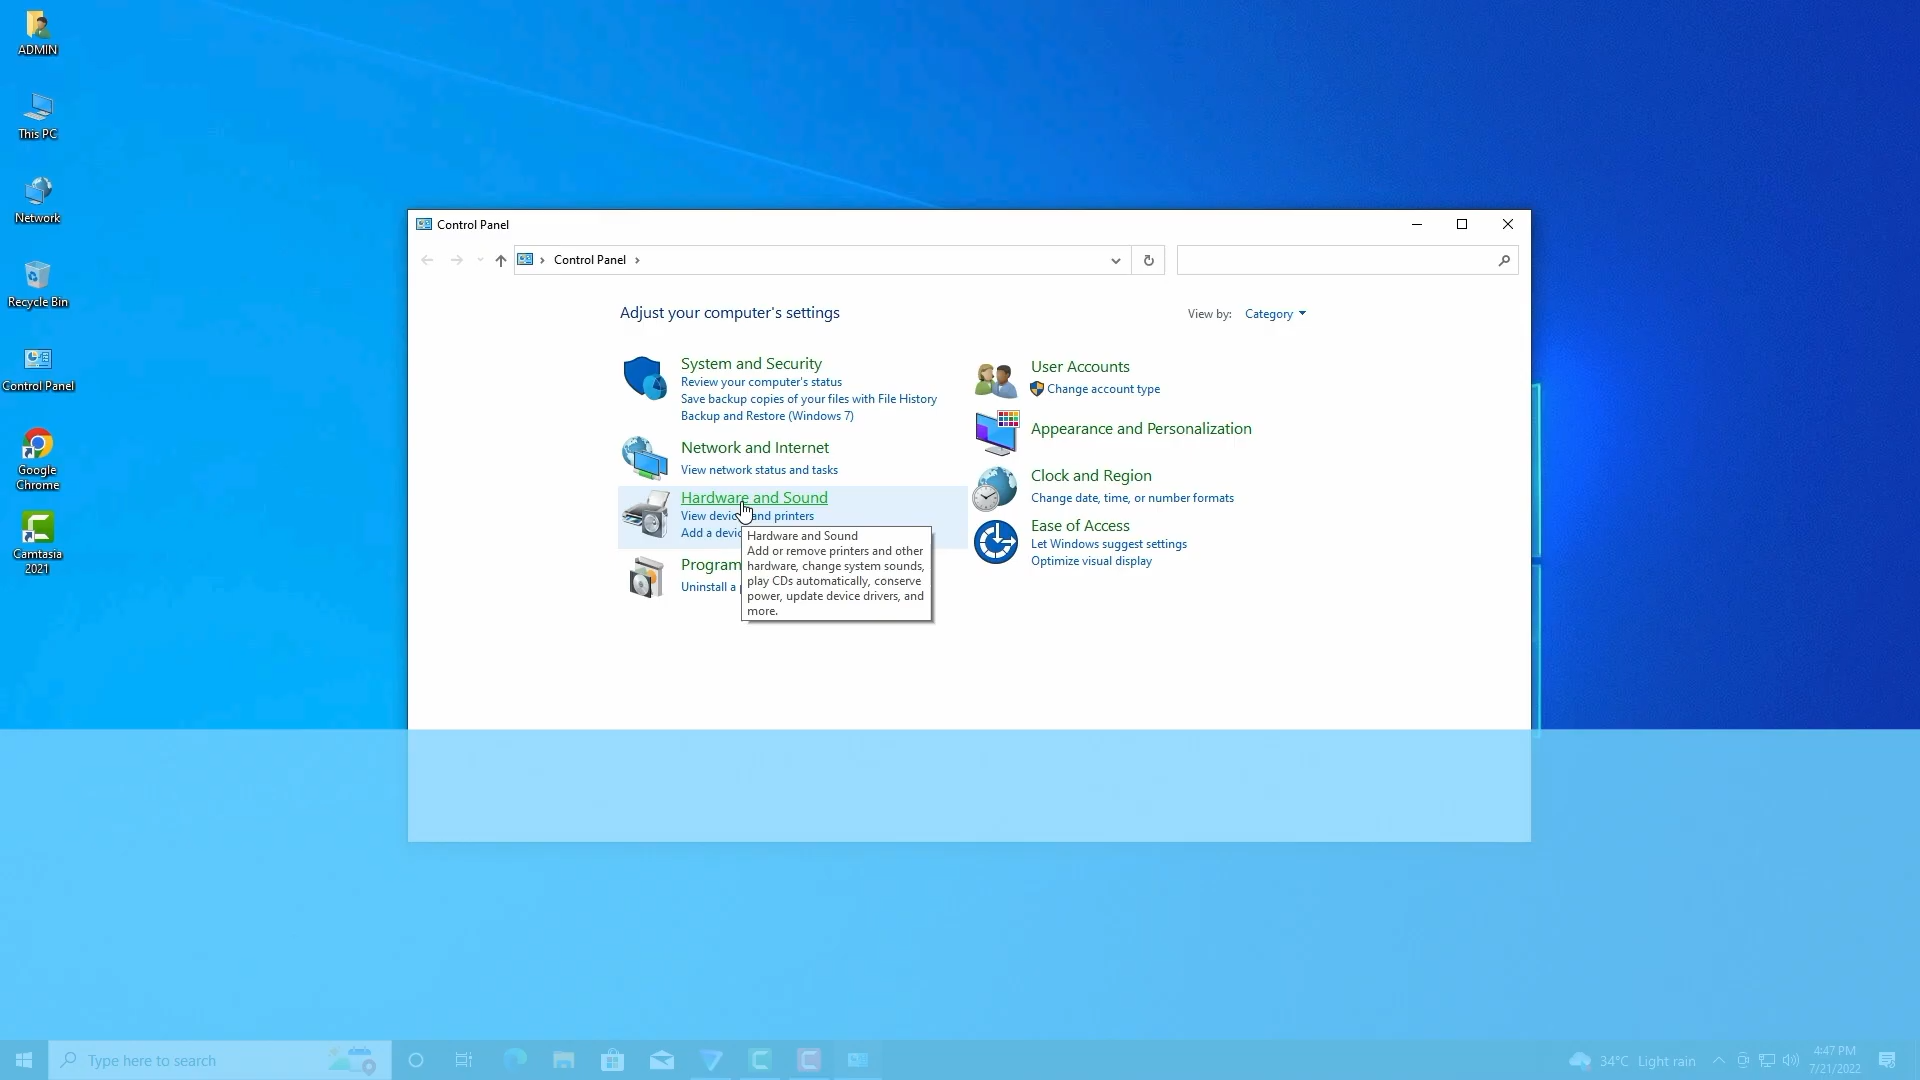 ADMIN
This PC
Network
Recycle Bin
Control Panel
Google
Chrome
Camtasia
2021
Control Panel
Control Panel
Adjust your computer's settings
View by: Category
System and Security
Review your computer's status
Save backup copies of your files with File History
Backup and Restore (Windows 7)
Network and Internet
View network status and tasks
Hardware and Sound
View devic and printers
Add a devic
Hardware and Sound
Add or remove printers and other
hardware, change system sounds,
play CDs automatically, conserve
power, update device drivers, and
more.
Program
Uninstall a
User Accounts
Change account type
Appearance and Personalization
Clock and Region
Change date, time, or number formats
Ease of Access
Let Windows suggest settings
Optimize visual display
Type here to search
34°C Light rain
4:47 PM
7/21/2022